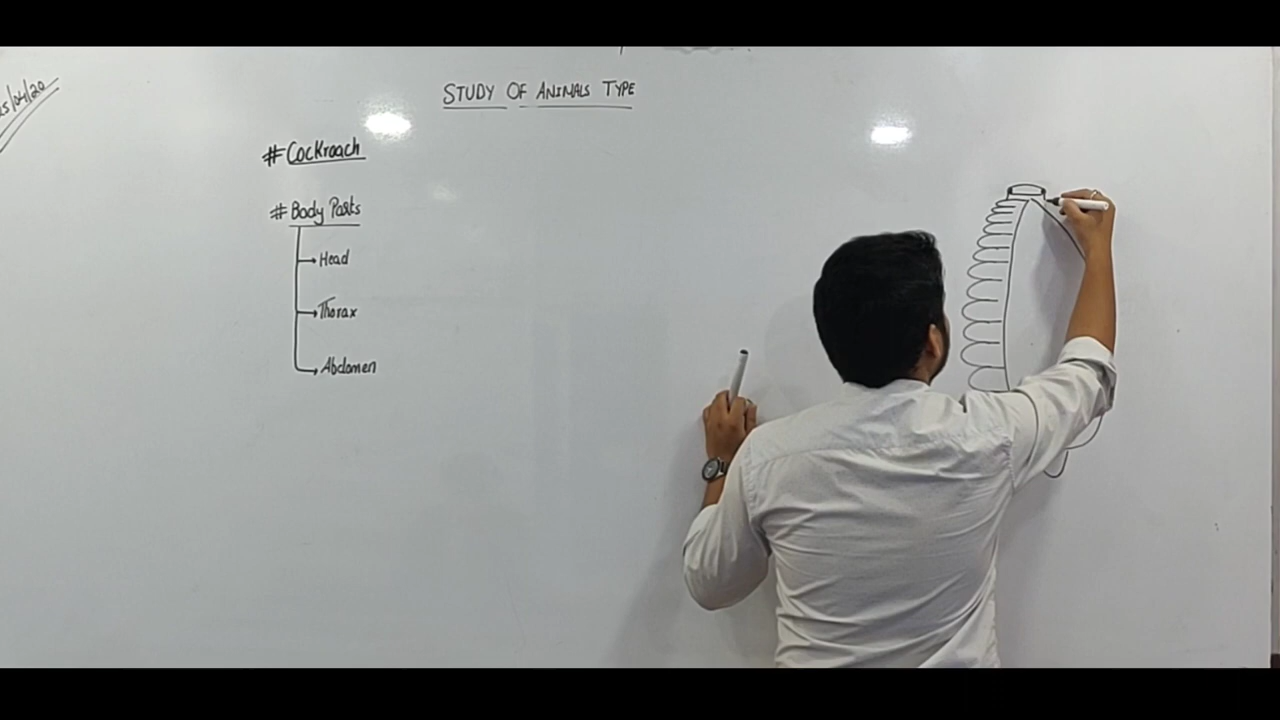 STUDY OF ANIMALS TYPE
# Cockroach
# Body Parts
Head
Thorax
Abdomen